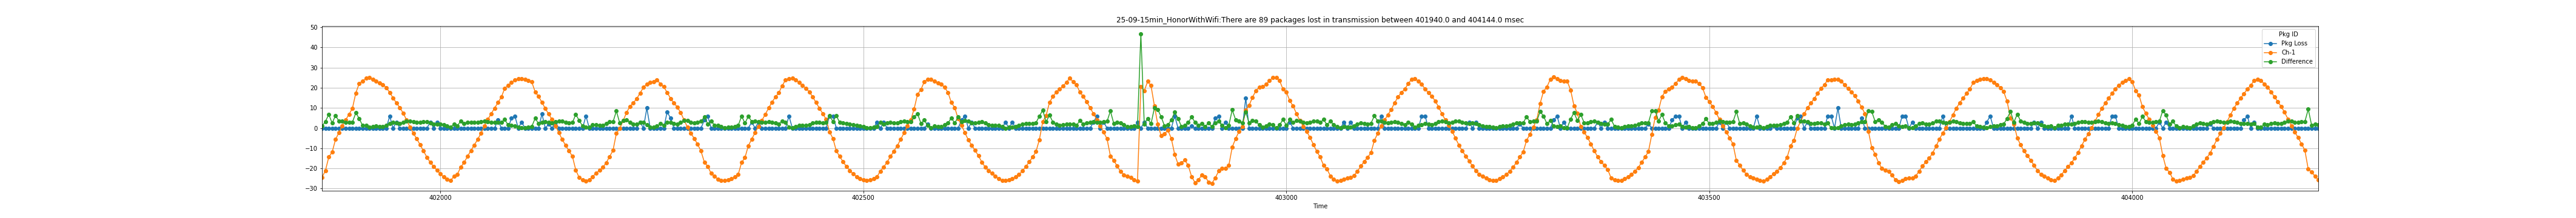 25-09-15min_HonorWithWifi:There are 89 packages lost in transmission between 401940.0 and 404144.0 msec
50
40
30
20
10
0
−10
−20
−30
Pkg ID
Pkg Loss
Ch-1
Difference
402000 402500 403000 403500 404000
Time